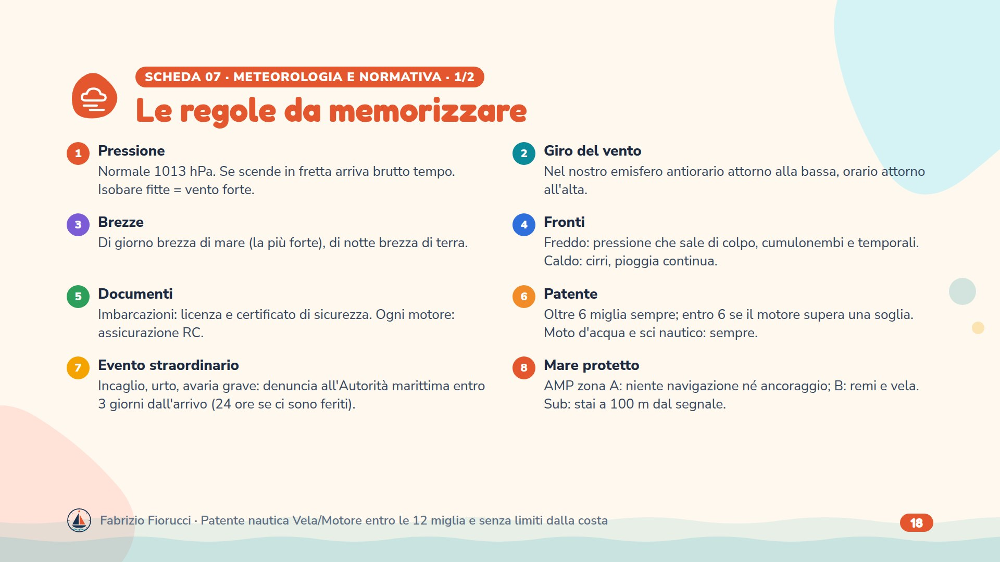 SCHEDA 07 · METEOROLOGIA E NORMATIVA · 1/2
Le regole da memorizzare
1
Pressione
Normale 1013 hPa. Se scende in fretta arriva brutto tempo.
Isobare fitte = vento forte.
2
Giro del vento
Nel nostro emisfero antiorario attorno alla bassa, orario attorno
all'alta.
3
Brezze
Di giorno brezza di mare (la più forte), di notte brezza di terra.
4
Fronti
Freddo: pressione che sale di colpo, cumulonembi e temporali.
Caldo: cirri, pioggia continua.
5
Documenti
Imbarcazioni: licenza e certificato di sicurezza. Ogni motore:
assicurazione RC.
6
Patente
Oltre 6 miglia sempre; entro 6 se il motore supera una soglia.
Moto d'acqua e sci nautico: sempre.
7
Evento straordinario
Incaglio, urto, avaria grave: denuncia all'Autorità marittima entro
3 giorni dall'arrivo (24 ore se ci sono feriti).
8
Mare protetto
AMP zona A: niente navigazione né ancoraggio; B: remi e vela.
Sub: stai a 100 m dal segnale.
Fabrizio Fiorucci · Patente nautica Vela/Motore entro le 12 miglia e senza limiti dalla costa
18